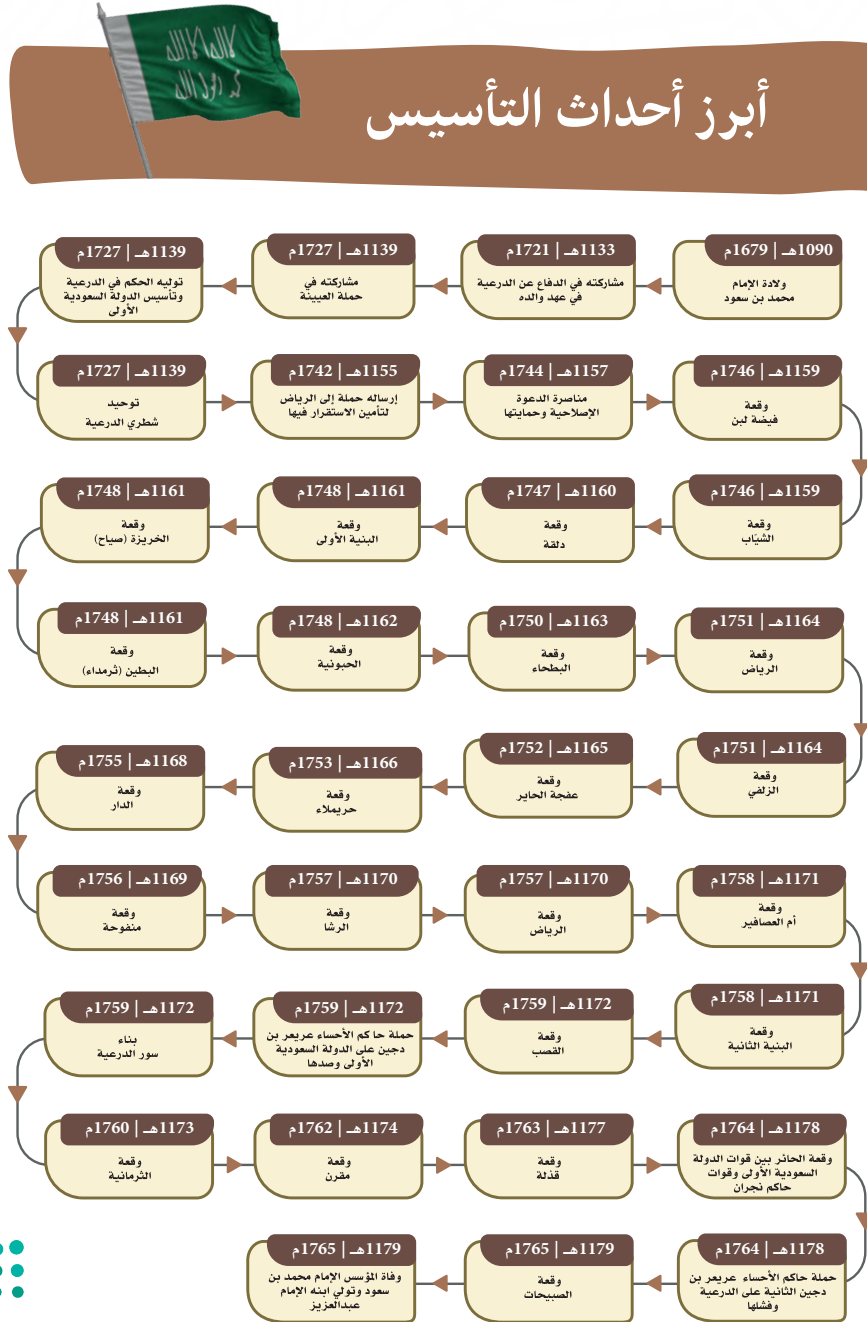 لا إله إلا الله
محمد رسول الله
أبرز أحداث التأسيس
1090هـ | 1679م
ولادة الإمام
محمد بن سعود
1133هـ | 1721م
مشاركته في الدفاع عن الدرعية
في عهد والده
1139هـ | 1727م
مشاركته في
حملة العيينة
1139هـ | 1727م
توليه الحكم في الدرعية
وتأسيس الدولة السعودية
الأولى
1139هـ | 1727م
توحيد
شطري الدرعية
1155هـ | 1742م
إرساله حملة إلى الرياض
لتأمين الاستقرار فيها
1157هـ | 1744م
مناصرة الدعوة
الإصلاحية وحمايتها
1159هـ | 1746م
وقعة
فيضة لبن
1159هـ | 1746م
وقعة
الشيّاب
1160هـ | 1747م
وقعة
دلقة
1161هـ | 1748م
وقعة
البنية الأولى
1161هـ | 1748م
وقعة
الخريزة (صياح)
1161هـ | 1748م
وقعة
البطين (ثرمداء)
1162هـ | 1748م
وقعة
الحبونية
1163هـ | 1750م
وقعة
البطحاء
1164هـ | 1751م
وقعة
الرياض
1164هـ | 1751م
وقعة
الزلفي
1165هـ | 1752م
وقعة
عفجة الحاير
1166هـ | 1753م
وقعة
حريملاء
1168هـ | 1755م
وقعة
الدار
1169هـ | 1756م
وقعة
منفوحة
1170هـ | 1757م
وقعة
الرشا
1170هـ | 1757م
وقعة
الرياض
1171هـ | 1758م
وقعة
أم العصافير
1171هـ | 1758م
وقعة
البنية الثانية
1172هـ | 1759م
وقعة
القصب
1172هـ | 1759م
حملة حاكم الأحساء عريعر بن
دجين على الدولة السعودية
الأولى وصدها
1172هـ | 1759م
بناء
سور الدرعية
1173هـ | 1760م
وقعة
الثرمانية
1174هـ | 1762م
وقعة
مقرن
1177هـ | 1763م
وقعة
قذلة
1178هـ | 1764م
وقعة الحائر بين قوات الدولة
السعودية الأولى وقوات
حاكم نجران
1178هـ | 1764م
حملة حاكم الأحساء عريعر بن
دجين الثانية على الدرعية
وفشلها
1179هـ | 1765م
وقعة
الصبيحات
1179هـ | 1765م
وفاة المؤسس الإمام محمد بن
سعود وتولي ابنه الإمام
عبدالعزيز